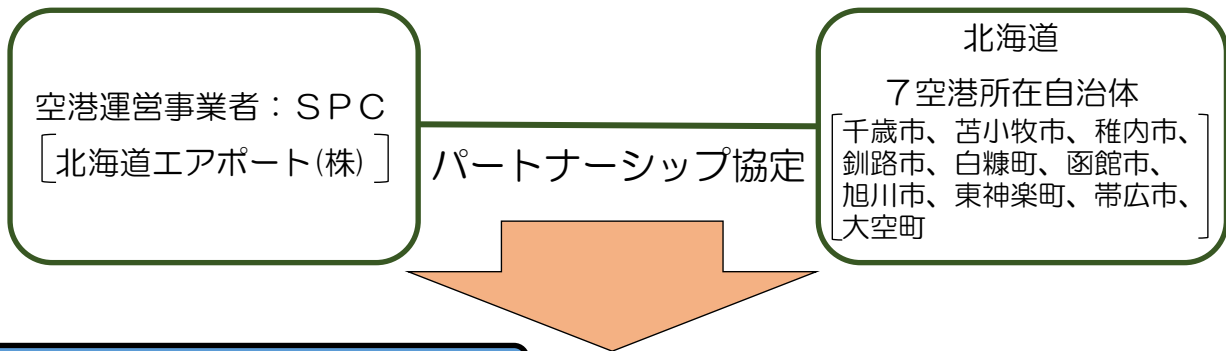 空港運営事業者：ＳＰＣ
[北海道エアポート(株) ]
パートナーシップ協定
北海道
７空港所在自治体
[千歳市、苫小牧市、稚内市、
釧路市、白糠町、函館市、
旭川市、東神楽町、帯広市、
大空町]